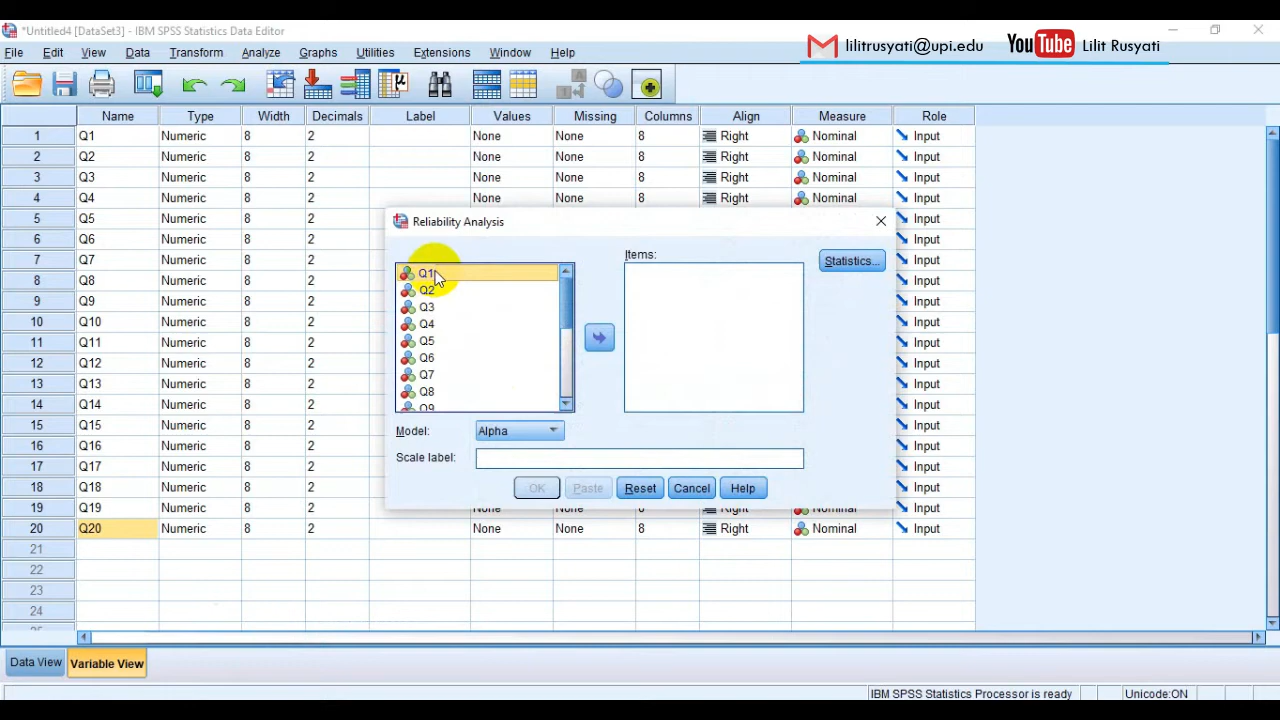 *Untitled4 [DataSet3] - IBM SPSS Statistics Data Editor
File Edit View Data Transform Analyze Graphs Utilities Extensions Window Help
lilitrusyati@upi.edu YouTube Lilit Rusyati
Name Type Width Decimals Label Values Missing Columns Align Measure Role
1 Q1 Numeric 8 2 None None 8 Right Nominal Input
2 Q2 Numeric 8 2 None None 8 Right Nominal Input
3 Q3 Numeric 8 2 None None 8 Right Nominal Input
4 Q4 Numeric 8 2 None None 8 Right Nominal Input
5 Q5 Numeric 8 2 Input
6 Q6 Numeric 8 2 Input
7 Q7 Numeric 8 2 Input
8 Q8 Numeric 8 2 Input
9 Q9 Numeric 8 2 Input
10 Q10 Numeric 8 2 Input
11 Q11 Numeric 8 2 Input
12 Q12 Numeric 8 2 Input
13 Q13 Numeric 8 2 Input
14 Q14 Numeric 8 2 Input
15 Q15 Numeric 8 2 Input
16 Q16 Numeric 8 2 Input
17 Q17 Numeric 8 2 Input
18 Q18 Numeric 8 2 Input
19 Q19 Numeric 8 2 None None 8 Right Nominal Input
20 Q20 Numeric 8 2 None None 8 Right Nominal Input
21
22
23
24
Reliability Analysis
Items:
Statistics...
Q1
Q2
Q3
Q4
Q5
Q6
Q7
Q8
Q9
Model: Alpha
Scale label:
OK Paste Reset Cancel Help
Data View Variable View
IBM SPSS Statistics Processor is ready Unicode:ON